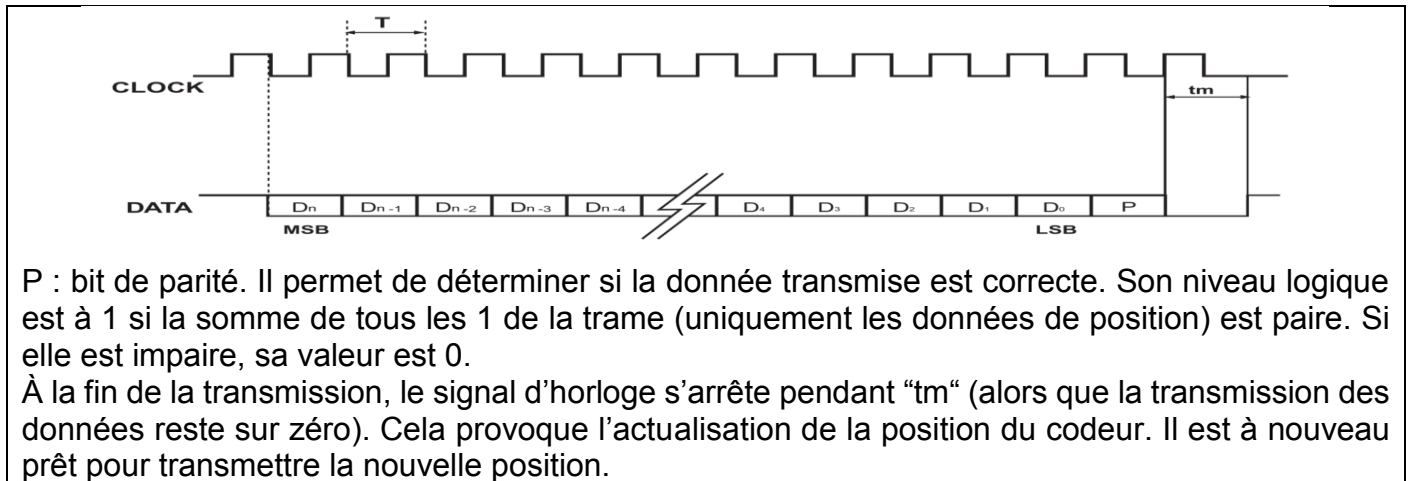 T
CLOCK
tm
DATA Dn Dn-1 Dn-2 Dn-3 Dn-4 D4 D3 D2 D1 D0 P
MSB LSB
P : bit de parité. Il permet de déterminer si la donnée transmise est correcte. Son niveau logique
est à 1 si la somme de tous les 1 de la trame (uniquement les données de position) est paire. Si
elle est impaire, sa valeur est 0.
À la fin de la transmission, le signal d’horloge s’arrête pendant “tm“ (alors que la transmission des
données reste sur zéro). Cela provoque l’actualisation de la position du codeur. Il est à nouveau
prêt pour transmettre la nouvelle position.